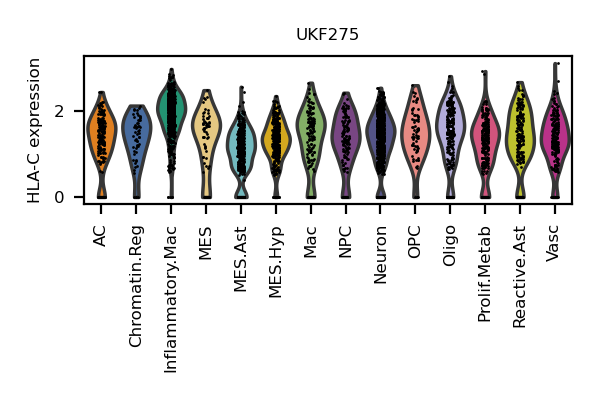 UKF275
HLA-C expression
2
0
AC
Chromatin.Reg
Inflammatory.Mac
MES
MES.Ast
MES.Hyp
Mac
NPC
Neuron
OPC
Oligo
Prolif.Metab
Reactive.Ast
Vasc